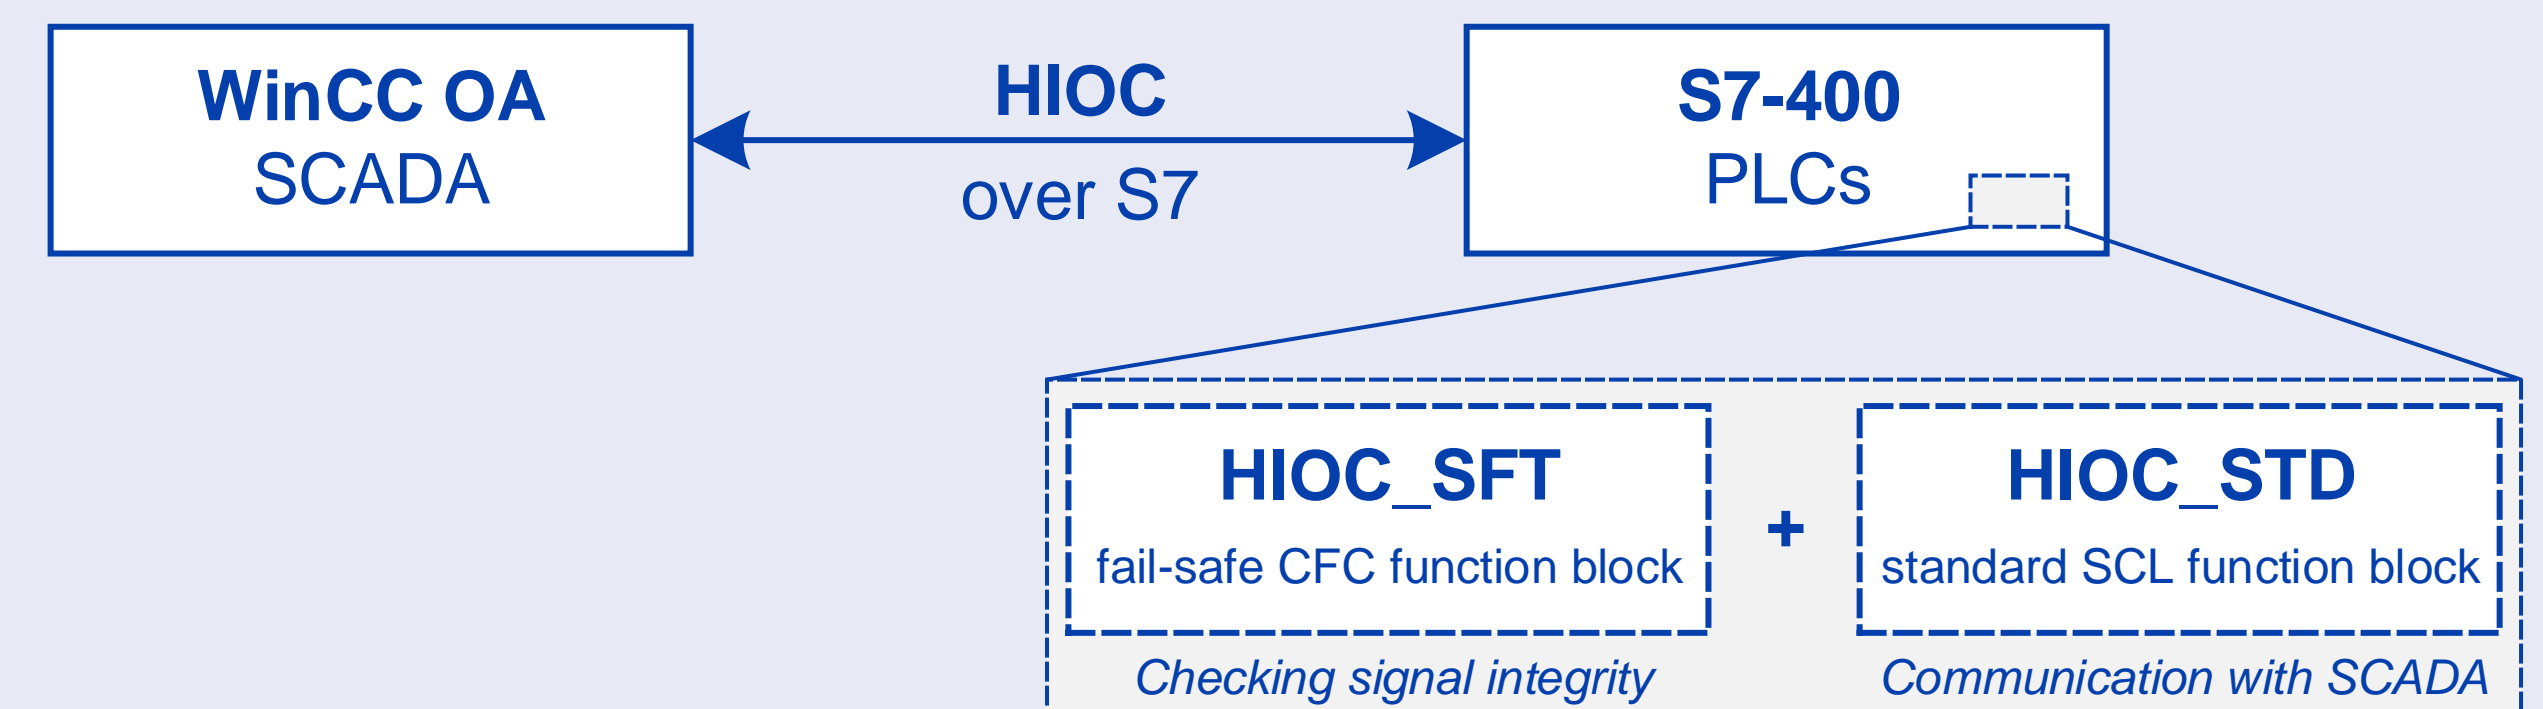 WinCC OA
SCADA
HIOC
over S7
S7-400
PLCs
HIOC_SFT
fail-safe CFC function block
Checking signal integrity
+
HIOC_STD
standard SCL function block
Communication with SCADA